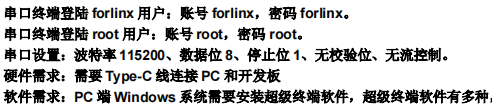 串口终端登陆 forlinx 用户：账号 forlinx，密码 forlinx。
串口终端登陆 root 用户：账号 root，密码 root。
串口设置：波特率 115200、数据位 8、停止位 1、无校验位、无流控制。
硬件需求：需要 Type-C 线连接 PC 和开发板
软件需求：PC 端 Windows 系统需要安装超级终端软件，超级终端软件有多种，